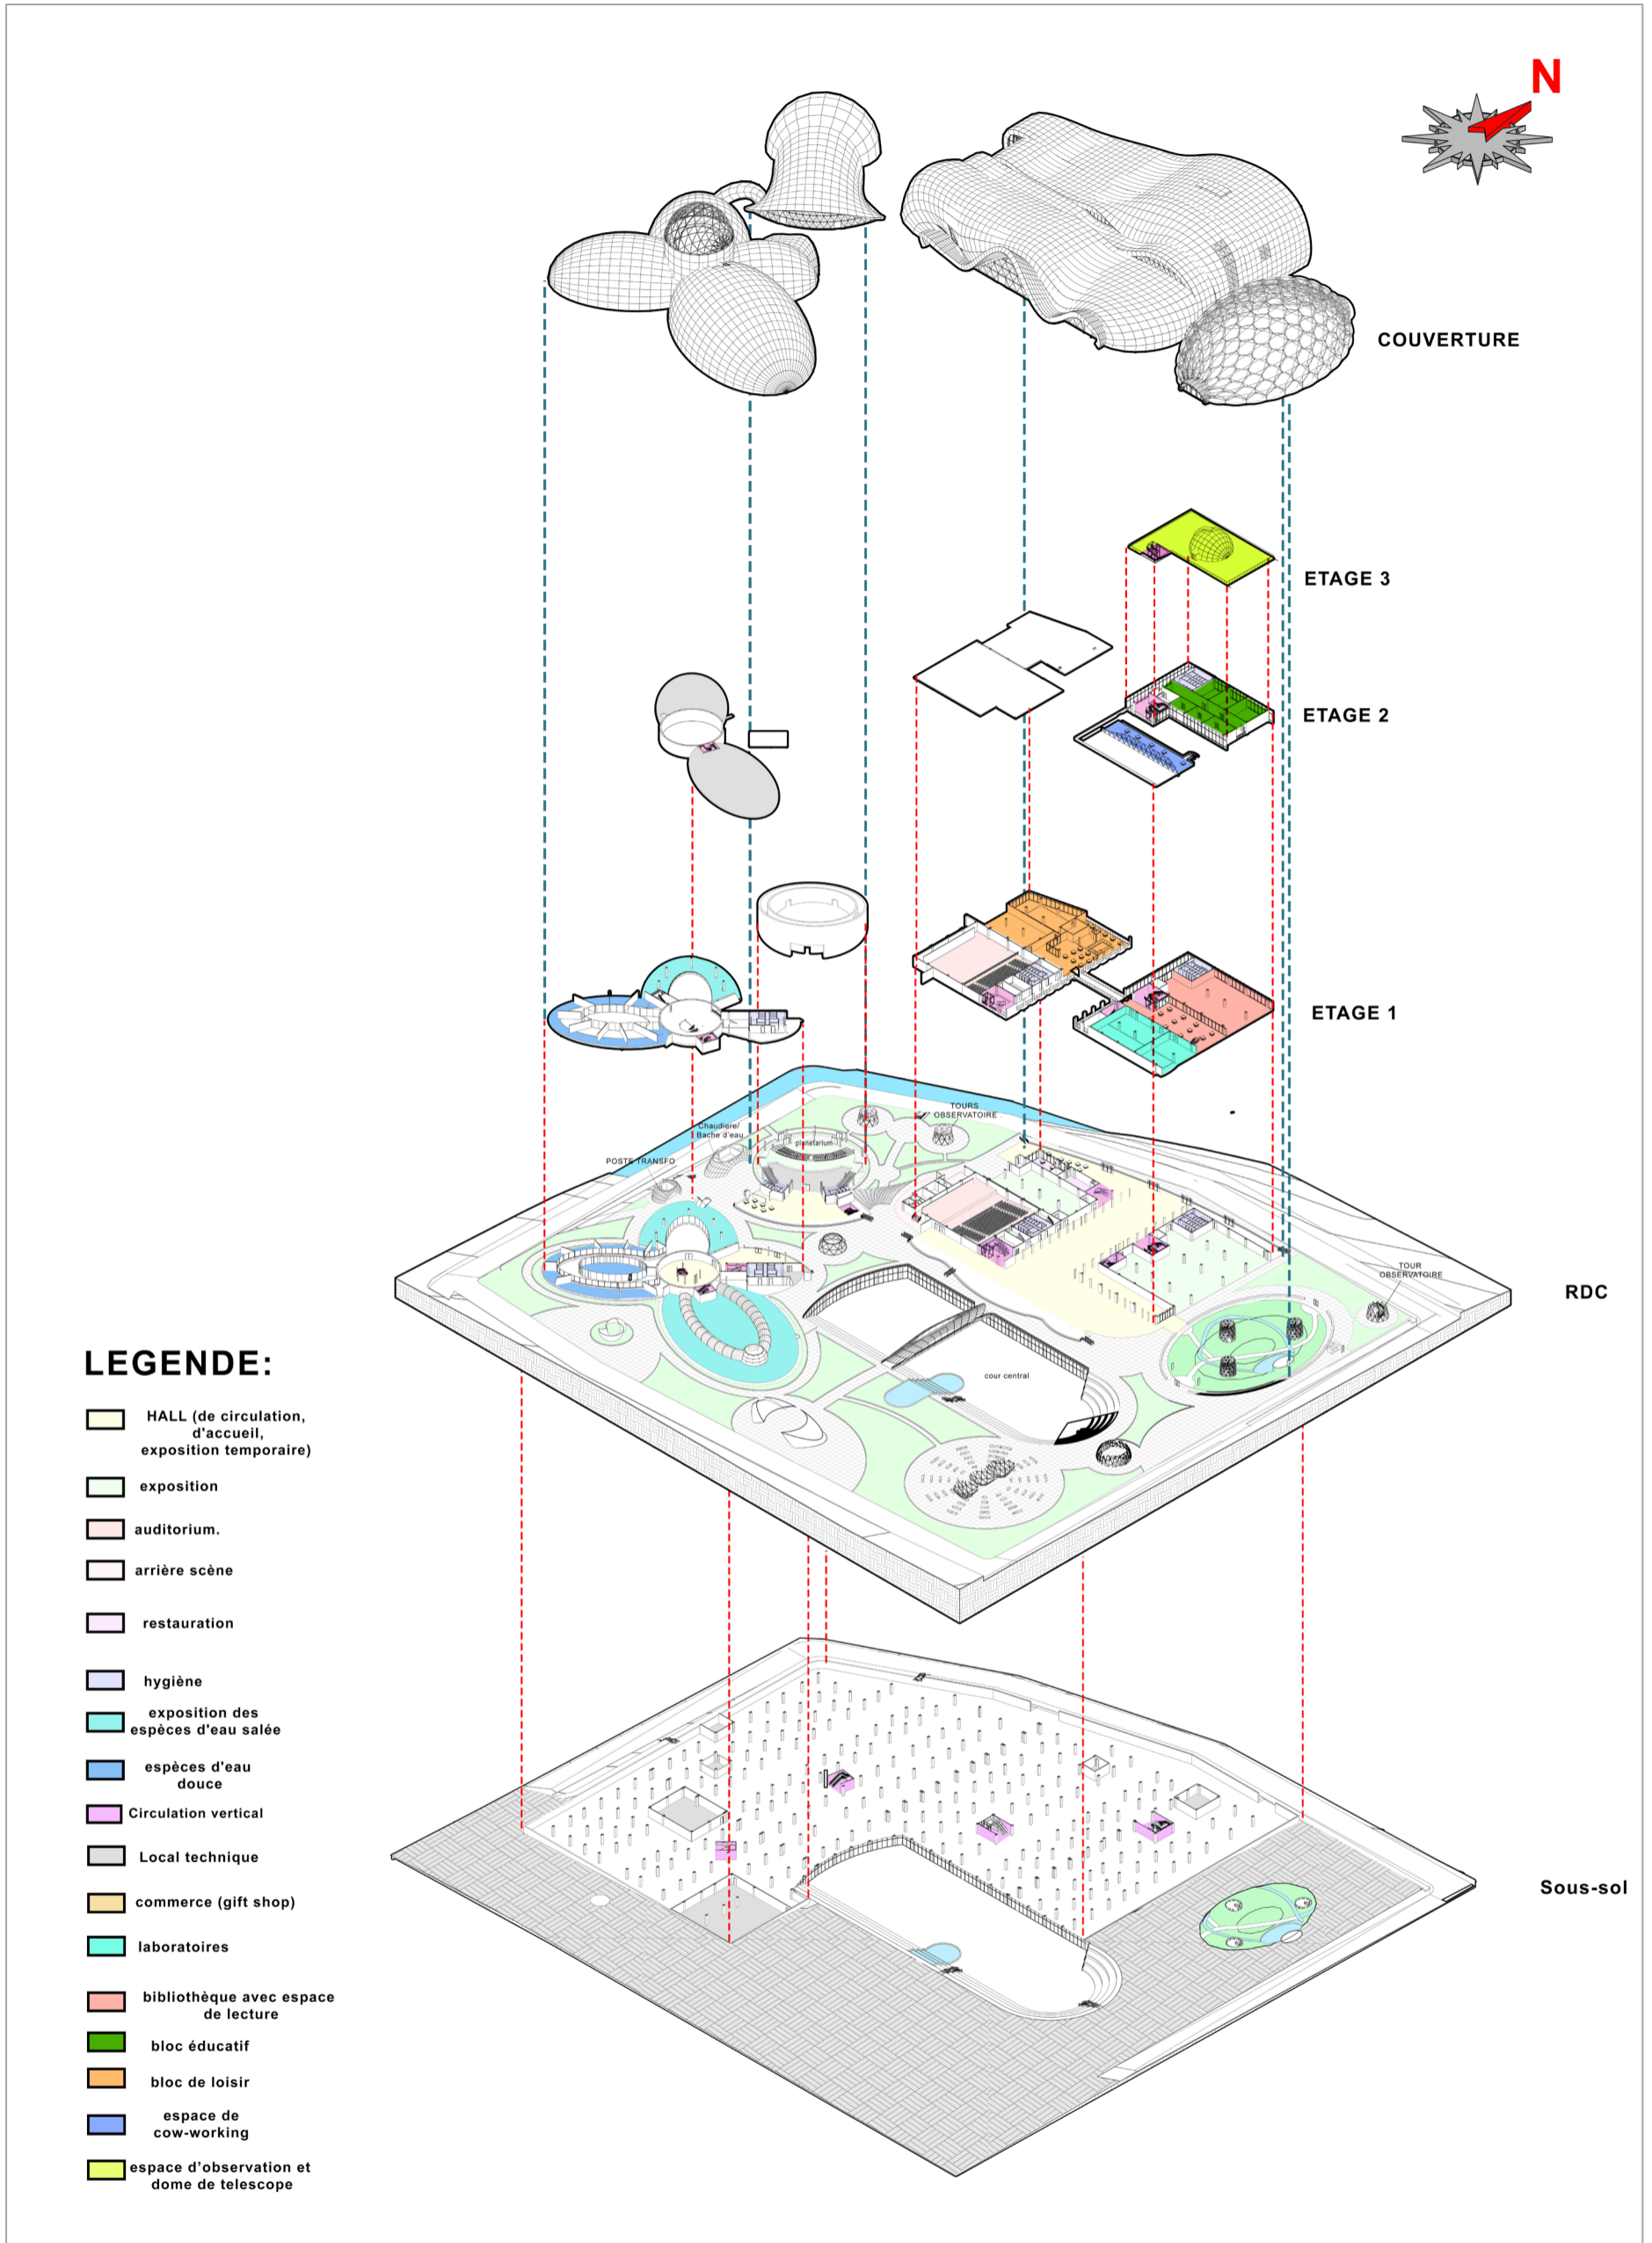 N
COUVERTURE
ETAGE 3
ETAGE 2
ETAGE 1
TOURS
OBSERVATOIRE
Chaudiere/
Bache d'eau
planetarium
POSTE TRANSFO
TOUR
OBSERVATOIRE
RDC
cour central
Sous-sol
LEGENDE:
HALL (de circulation,
d'accueil,
exposition temporaire)
exposition
auditorium.
arrière scène
restauration
hygiène
exposition des
espèces d'eau salée
espèces d'eau
douce
Circulation vertical
Local technique
commerce (gift shop)
laboratoires
bibliothèque avec espace
de lecture
bloc éducatif
bloc de loisir
espace de
cow-working
espace d'observation et
dome de telescope